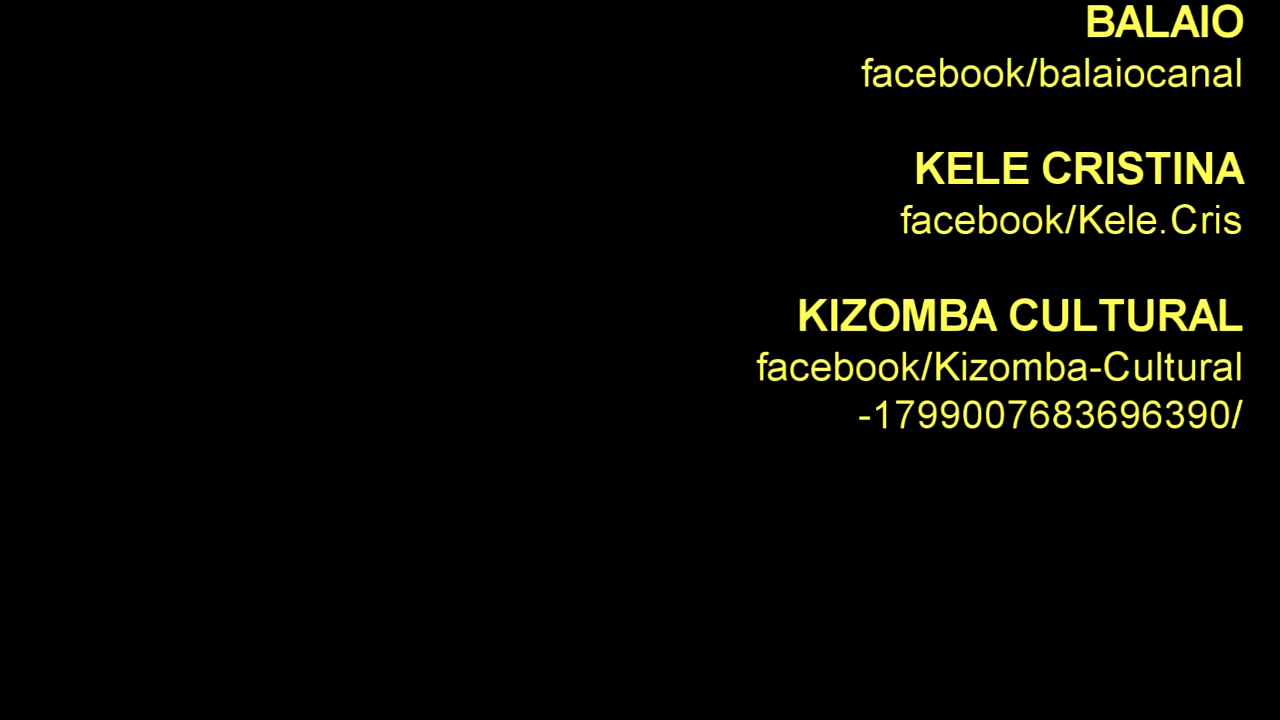 BALAIO
facebook/balaiocanal
KELE CRISTINA
facebook/Kele.Cris
KIZOMBA CULTURAL
facebook/Kizomba-Cultural
-1799007683696390/